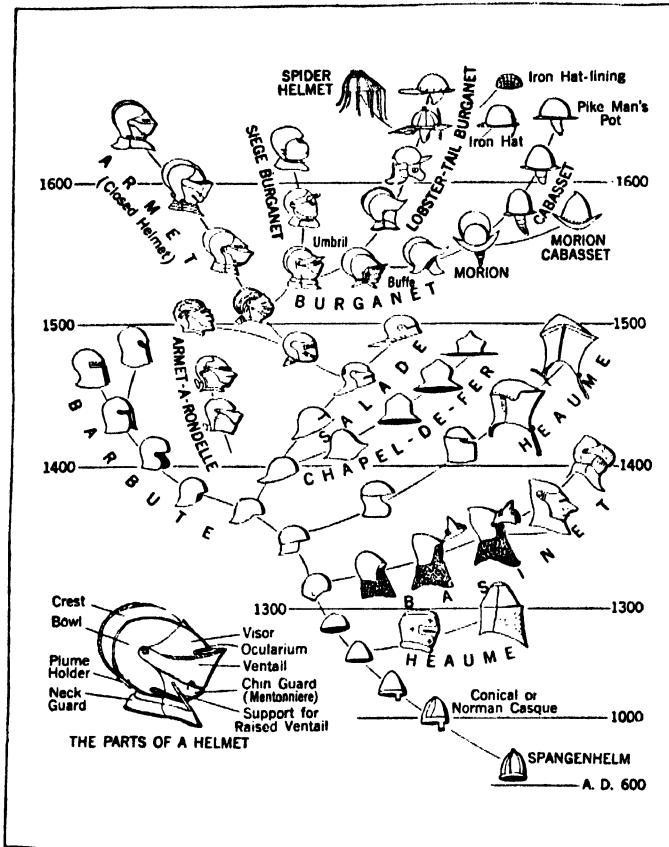 SPIDER
HELMET
Iron Hat-lining
Pike Man's
Pot
Iron Hat
LOBSTER-TAIL BURGANET
SIEGE BURGANET
ARMET
(Closed Helmet)
1600
1600
CABASSET
MORION
CABASSET
Umbril
MORION
Buffe
BURGANET
1500
1500
ARMET-A-RONDELLE
SALADE
CHAPEL-DE-FER
HEAUME
BARBUTE
1400
1400
BASINET
1300
1300
HEAUME
Crest
Bowl
Plume
Holder
Neck
Guard
Visor
Ocularium
Ventail
Chin Guard
(Mentonniere)
Support for
Raised Ventail
THE PARTS OF A HELMET
Conical or
Norman Casque
1000
SPANGENHELM
A. D. 600